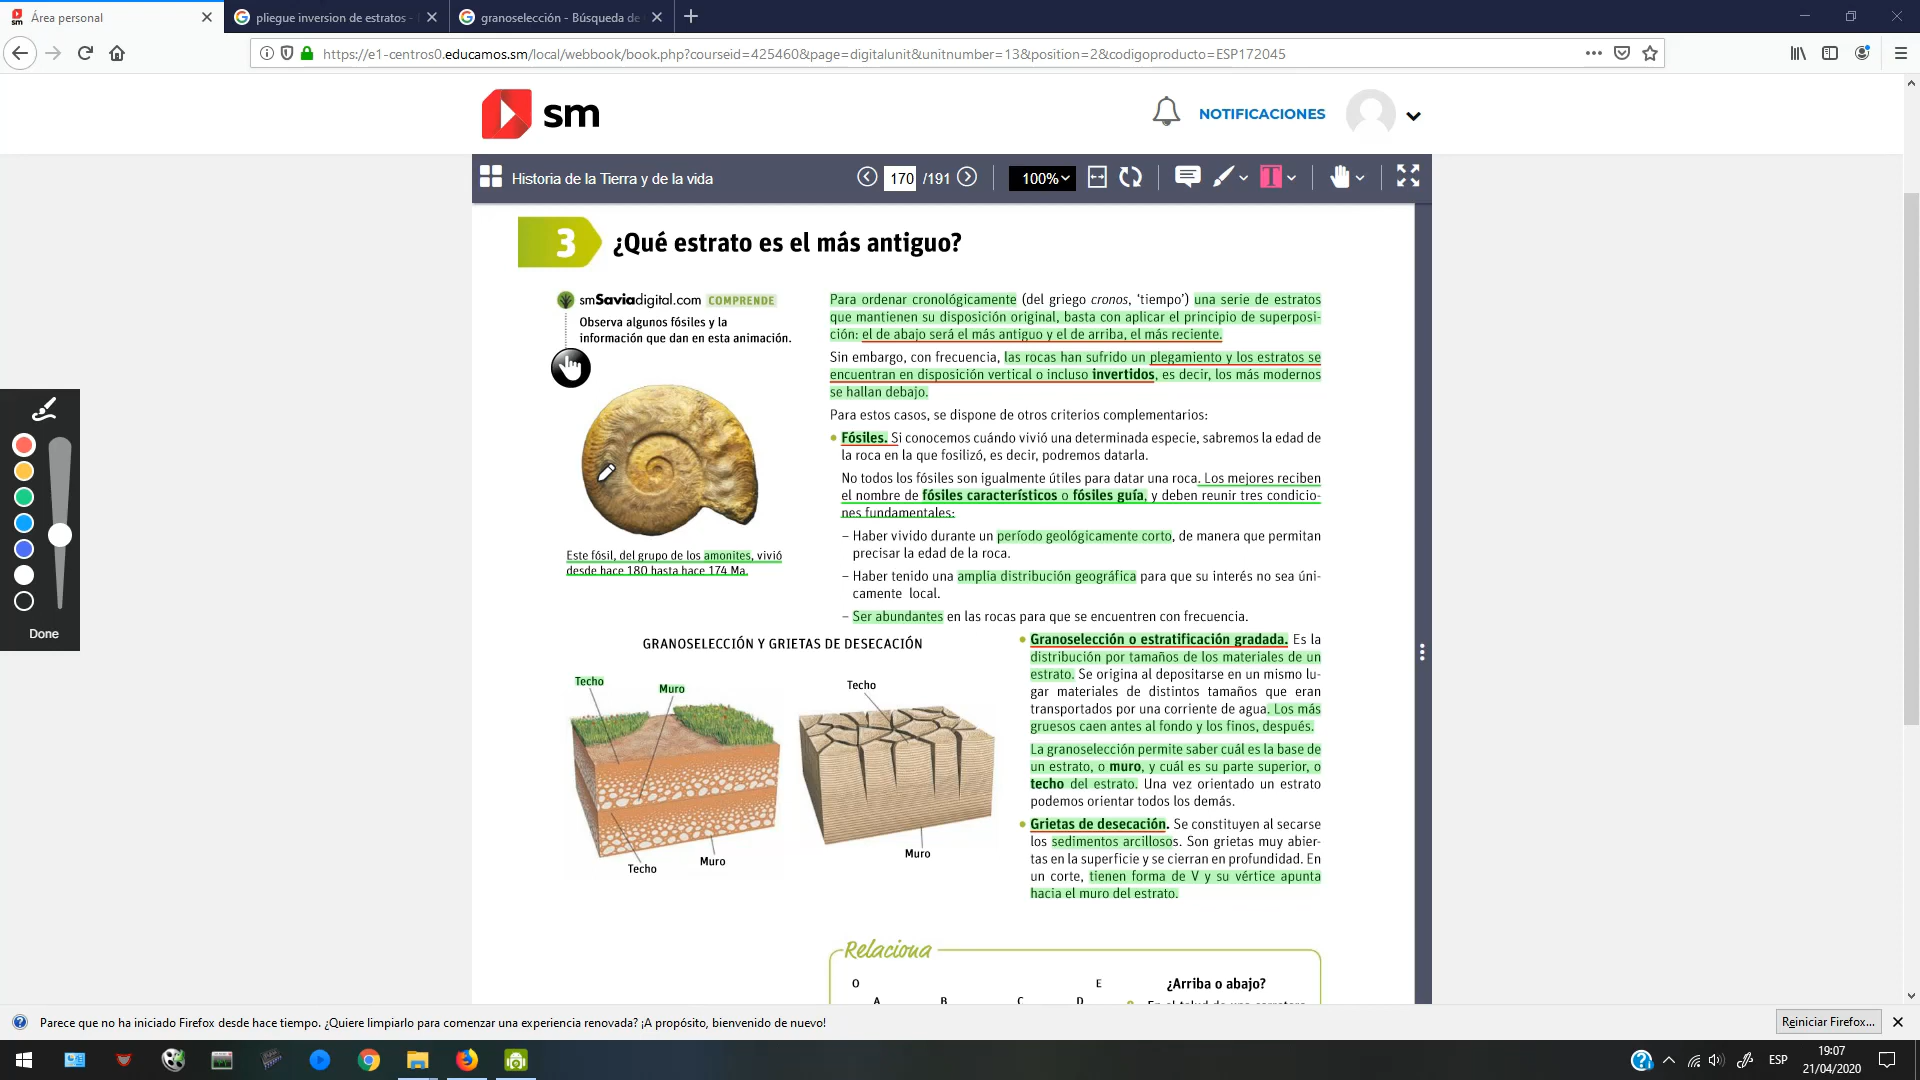 Área personal
pliegue inversion de estratos -
granoselección - Búsqueda de
https://e1-centros0.educamos.sm/local/webbook/book.php?courseid=425460&page=digitalunit&unitnumber=13&position=2&codigoproducto=ESP172045
sm
NOTIFICACIONES
Historia de la Tierra y de la vida
170 /191
100%
T
3 ¿Qué estrato es el más antiguo?
smSaviadigital.com COMPRENDE
Observa algunos fósiles y la
información que dan en esta animación.
Este fósil, del grupo de los amonites, vivió
desde hace 180 hasta hace 174 Ma.
Para ordenar cronológicamente (del griego cronos, ‘tiempo’) una serie de estratos
que mantienen su disposición original, basta con aplicar el principio de superposi-
ción: el de abajo será el más antiguo y el de arriba, el más reciente.
Sin embargo, con frecuencia, las rocas han sufrido un plegamiento y los estratos se
encuentran en disposición vertical o incluso invertidos, es decir, los más modernos
se hallan debajo.
Para estos casos, se dispone de otros criterios complementarios:
• Fósiles. Si conocemos cuándo vivió una determinada especie, sabremos la edad de
la roca en la que fosilizó, es decir, podremos datarla.
No todos los fósiles son igualmente útiles para datar una roca. Los mejores reciben
el nombre de fósiles característicos o fósiles guía, y deben reunir tres condicio-
nes fundamentales:
– Haber vivido durante un período geológicamente corto, de manera que permitan
precisar la edad de la roca.
– Haber tenido una amplia distribución geográfica para que su interés no sea úni-
camente local.
– Ser abundantes en las rocas para que se encuentren con frecuencia.
GRANOSELECCIÓN Y GRIETAS DE DESECACIÓN
Techo
Muro
Techo
Techo
Muro
Muro
• Granoselección o estratificación gradada. Es la
distribución por tamaños de los materiales de un
estrato. Se origina al depositarse en un mismo lu-
gar materiales de distintos tamaños que eran
transportados por una corriente de agua. Los más
gruesos caen antes al fondo y los finos, después.
La granoselección permite saber cuál es la base de
un estrato, o muro, y cuál es su parte superior, o
techo del estrato. Una vez orientado un estrato
podemos orientar todos los demás.
• Grietas de desecación. Se constituyen al secarse
los sedimentos arcillosos. Son grietas muy abier-
tas en la superficie y se cierran en profundidad. En
un corte, tienen forma de V y su vértice apunta
hacia el muro del estrato.
Relaciona
O E
A B C D
¿Arriba o abajo?
En el talud de una carretera
Done
Parece que no ha iniciado Firefox desde hace tiempo. ¿Quiere limpiarlo para comenzar una experiencia renovada? ¡A propósito, bienvenido de nuevo!
Reiniciar Firefox...
ESP
19:07
21/04/2020